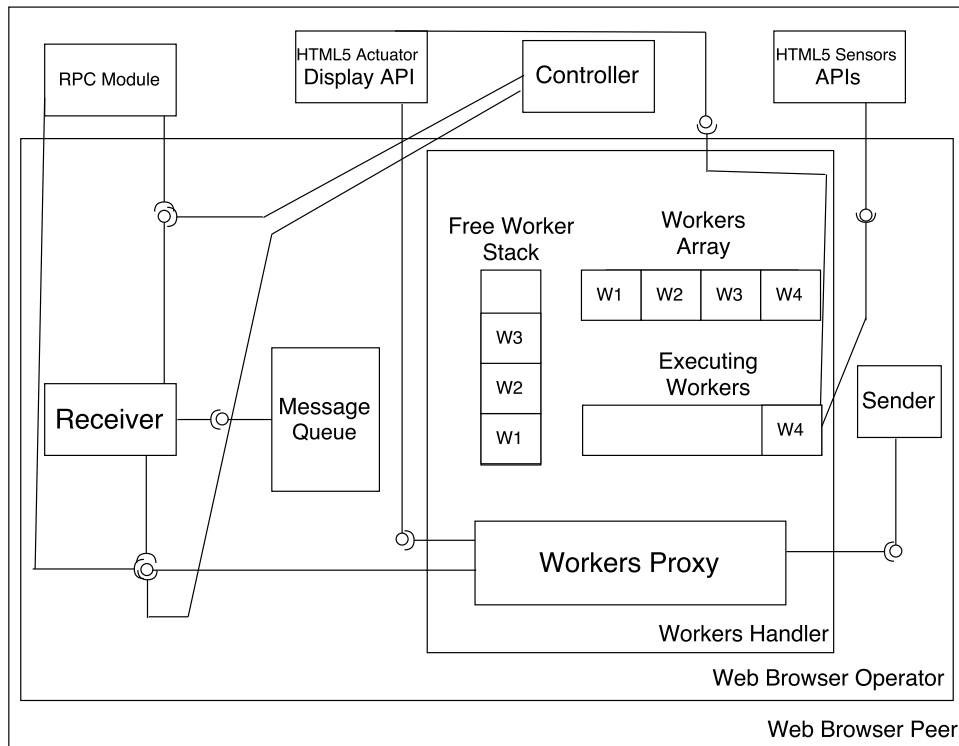 RPC Module
HTML5 Actuator
Display API
Controller
HTML5 Sensors
APIs
Free Worker
Stack
Workers
Array
W1 W2 W3 W4
W3
W2
W1
Executing
Workers
W4
Receiver
Message
Queue
Sender
Workers Proxy
Workers Handler
Web Browser Operator
Web Browser Peer